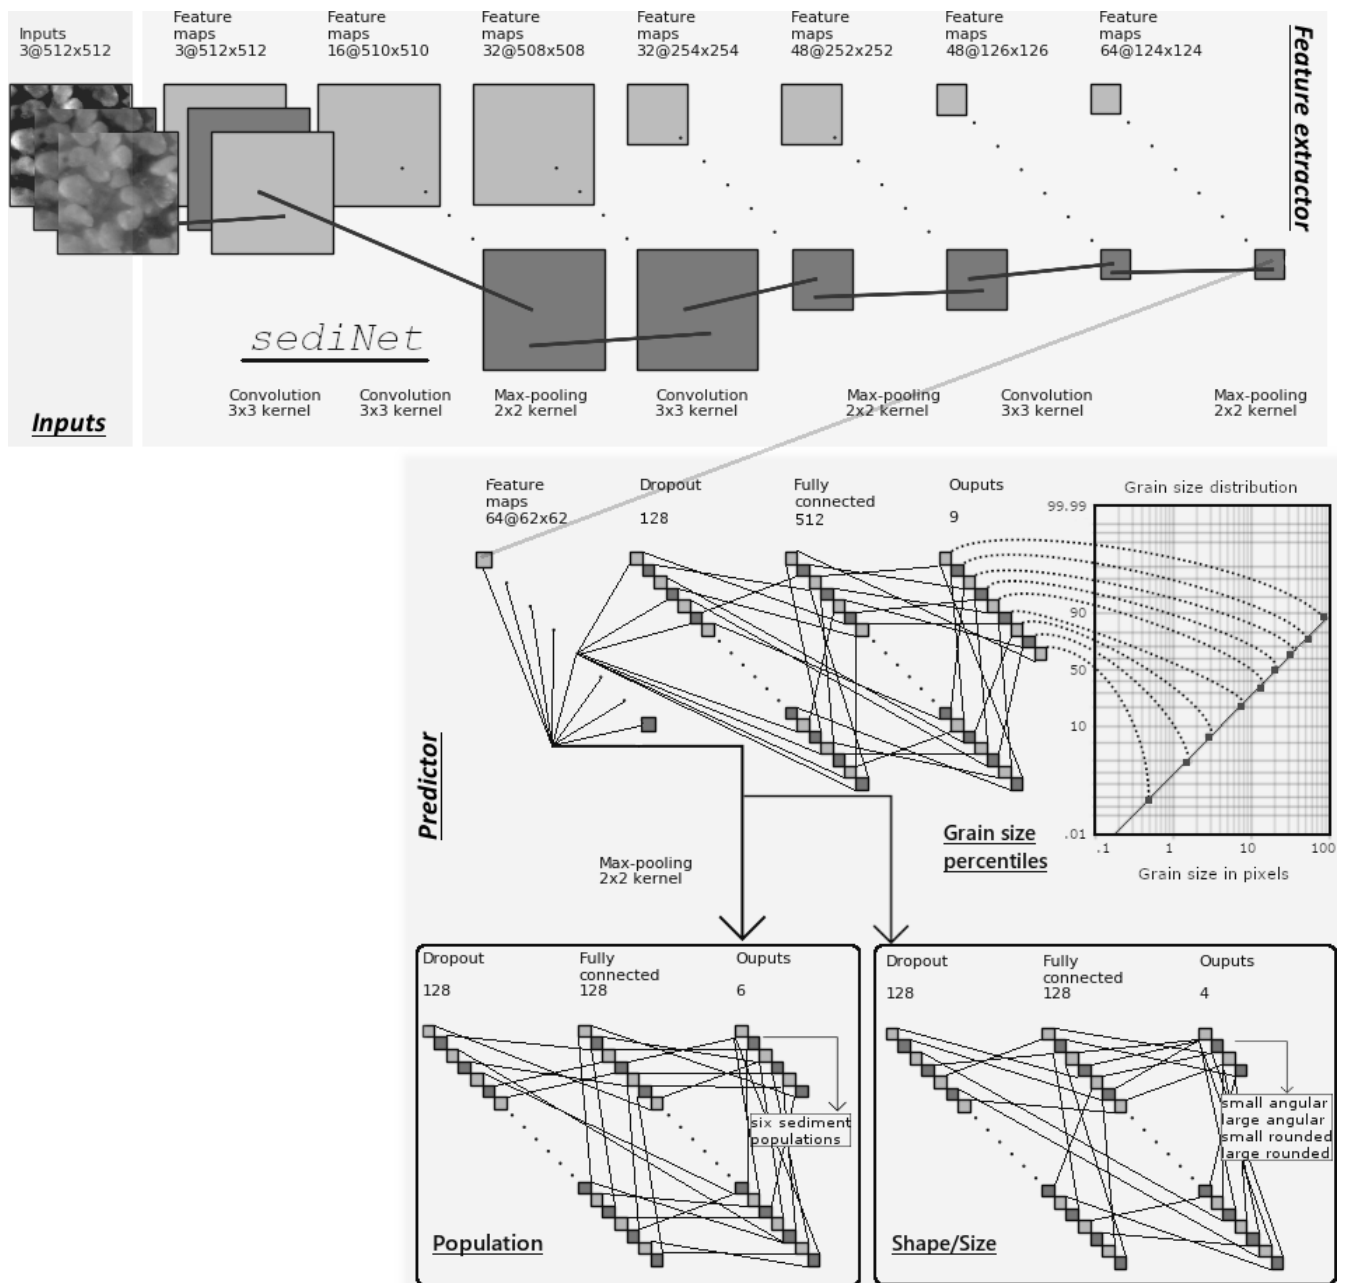 Inputs
3@512x512
Feature
maps
3@512x512
Feature
maps
16@510x510
Feature
maps
32@508x508
Feature
maps
32@254x254
Feature
maps
48@252x252
Feature
maps
48@126x126
Feature
maps
64@124x124
Feature extractor
sediNet
Inputs
Convolution
3x3 kernel
Convolution
3x3 kernel
Max-pooling
2x2 kernel
Convolution
3x3 kernel
Max-pooling
2x2 kernel
Convolution
3x3 kernel
Max-pooling
2x2 kernel
Predictor
Feature
maps
64@62x62
Dropout
128
Fully
connected
512
Ouputs
9
Grain size distribution
99.99
90
50
10
.01
.1
1
10
100
Grain size in pixels
Grain size
percentiles
Max-pooling
2x2 kernel
Dropout
128
Fully
connected
128
Ouputs
6
six sediment
populations
Population
Dropout
128
Fully
connected
128
Ouputs
4
small angular
large angular
small rounded
large rounded
Shape/Size